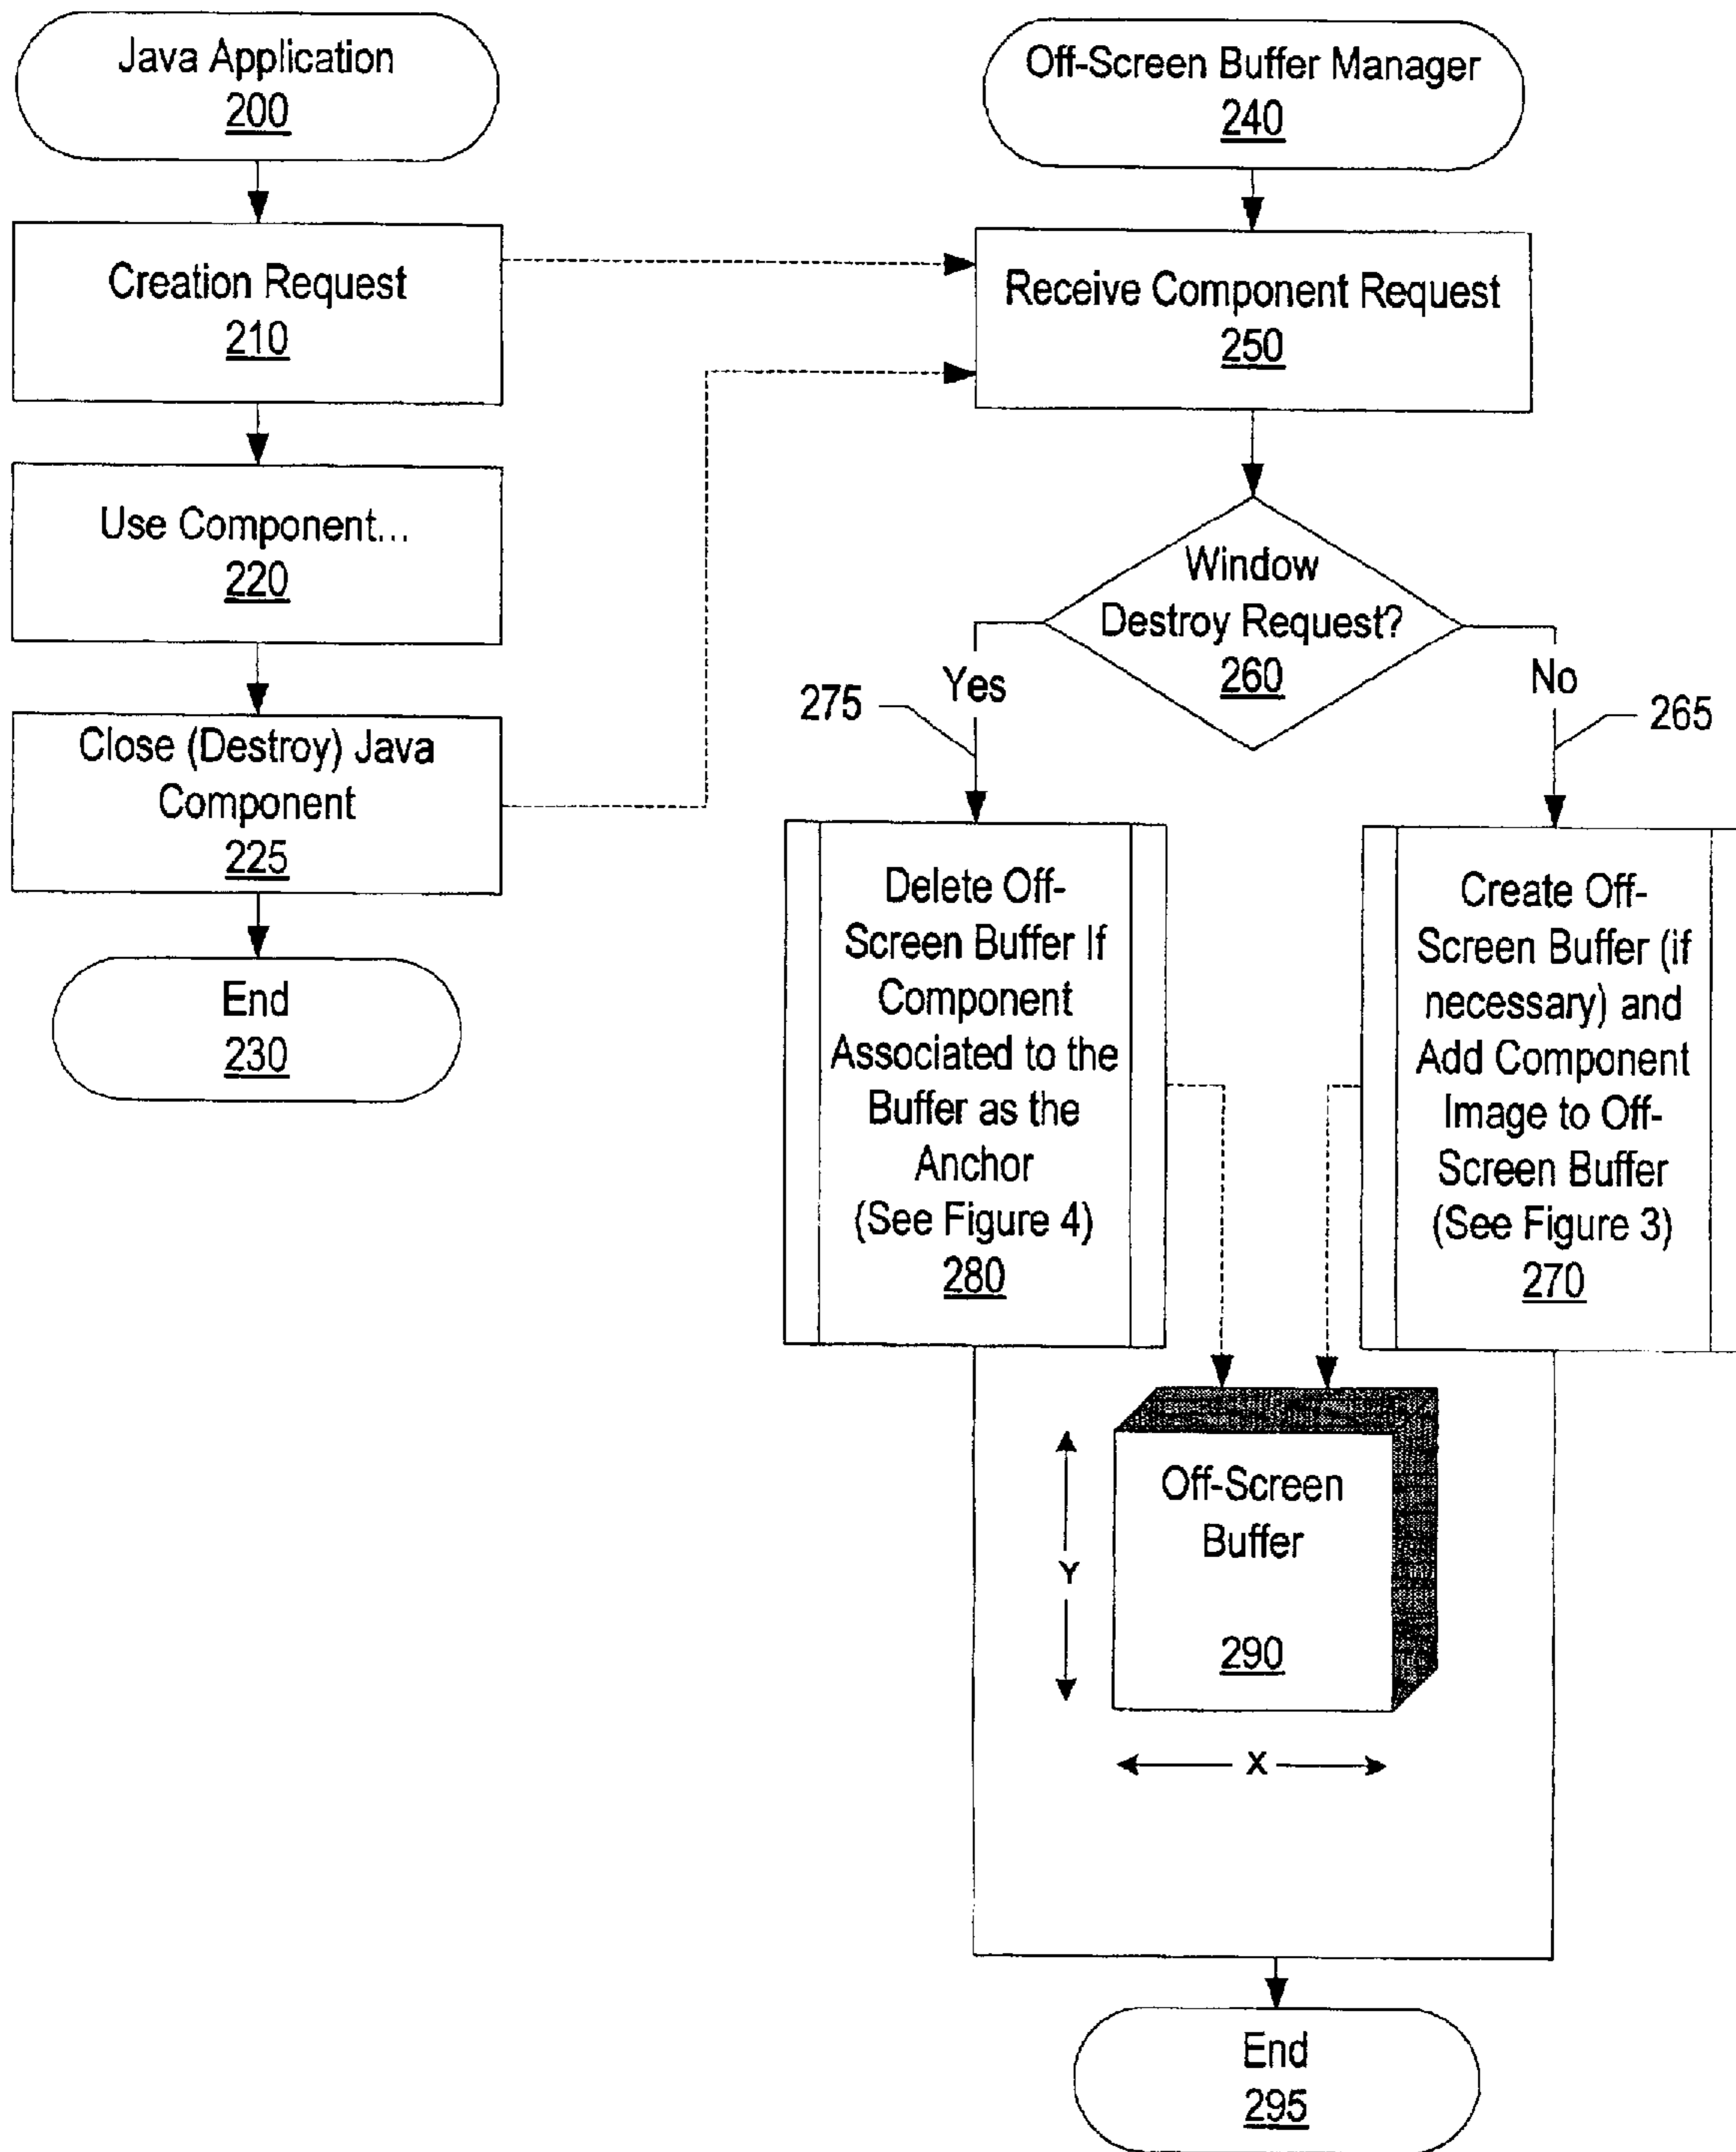 Java Application
200
Creation Request
210
Use Component...
220
Close (Destroy) Java
Component
225
End
230
Off-Screen Buffer Manager
240
Receive Component Request
250
Window
Destroy Request?
260
Yes
275
No
265
Delete Off-
Screen Buffer If
Component
Associated to the
Buffer as the
Anchor
(See Figure 4)
280
Create Off-
Screen Buffer (if
necessary) and
Add Component
Image to Off-
Screen Buffer
(See Figure 3)
270
Off-Screen
Buffer
290
Y
X
End
295